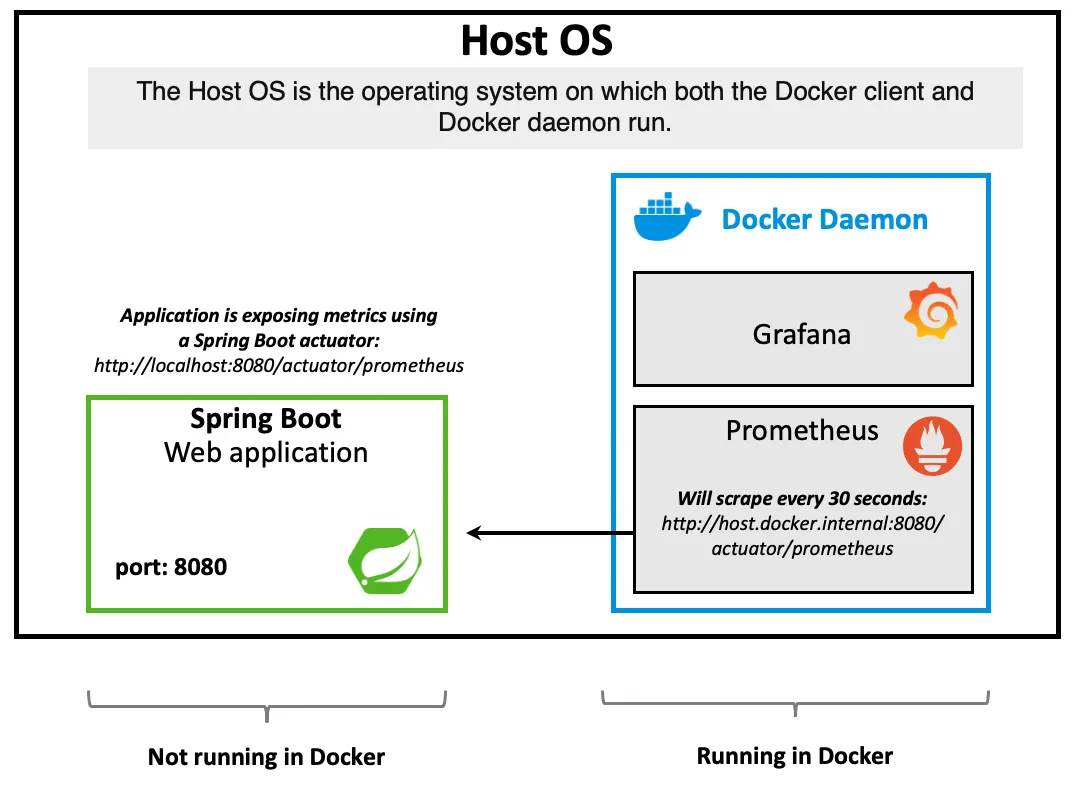 Host OS
The Host OS is the operating system on which both the Docker client and
Docker daemon run.
Docker Daemon
Grafana
Application is exposing metrics using
a Spring Boot actuator:
http://localhost:8080/actuator/prometheus
Spring Boot
Web application
port: 8080
Prometheus
Will scrape every 30 seconds:
http://host.docker.internal:8080/
actuator/prometheus
Not running in Docker
Running in Docker